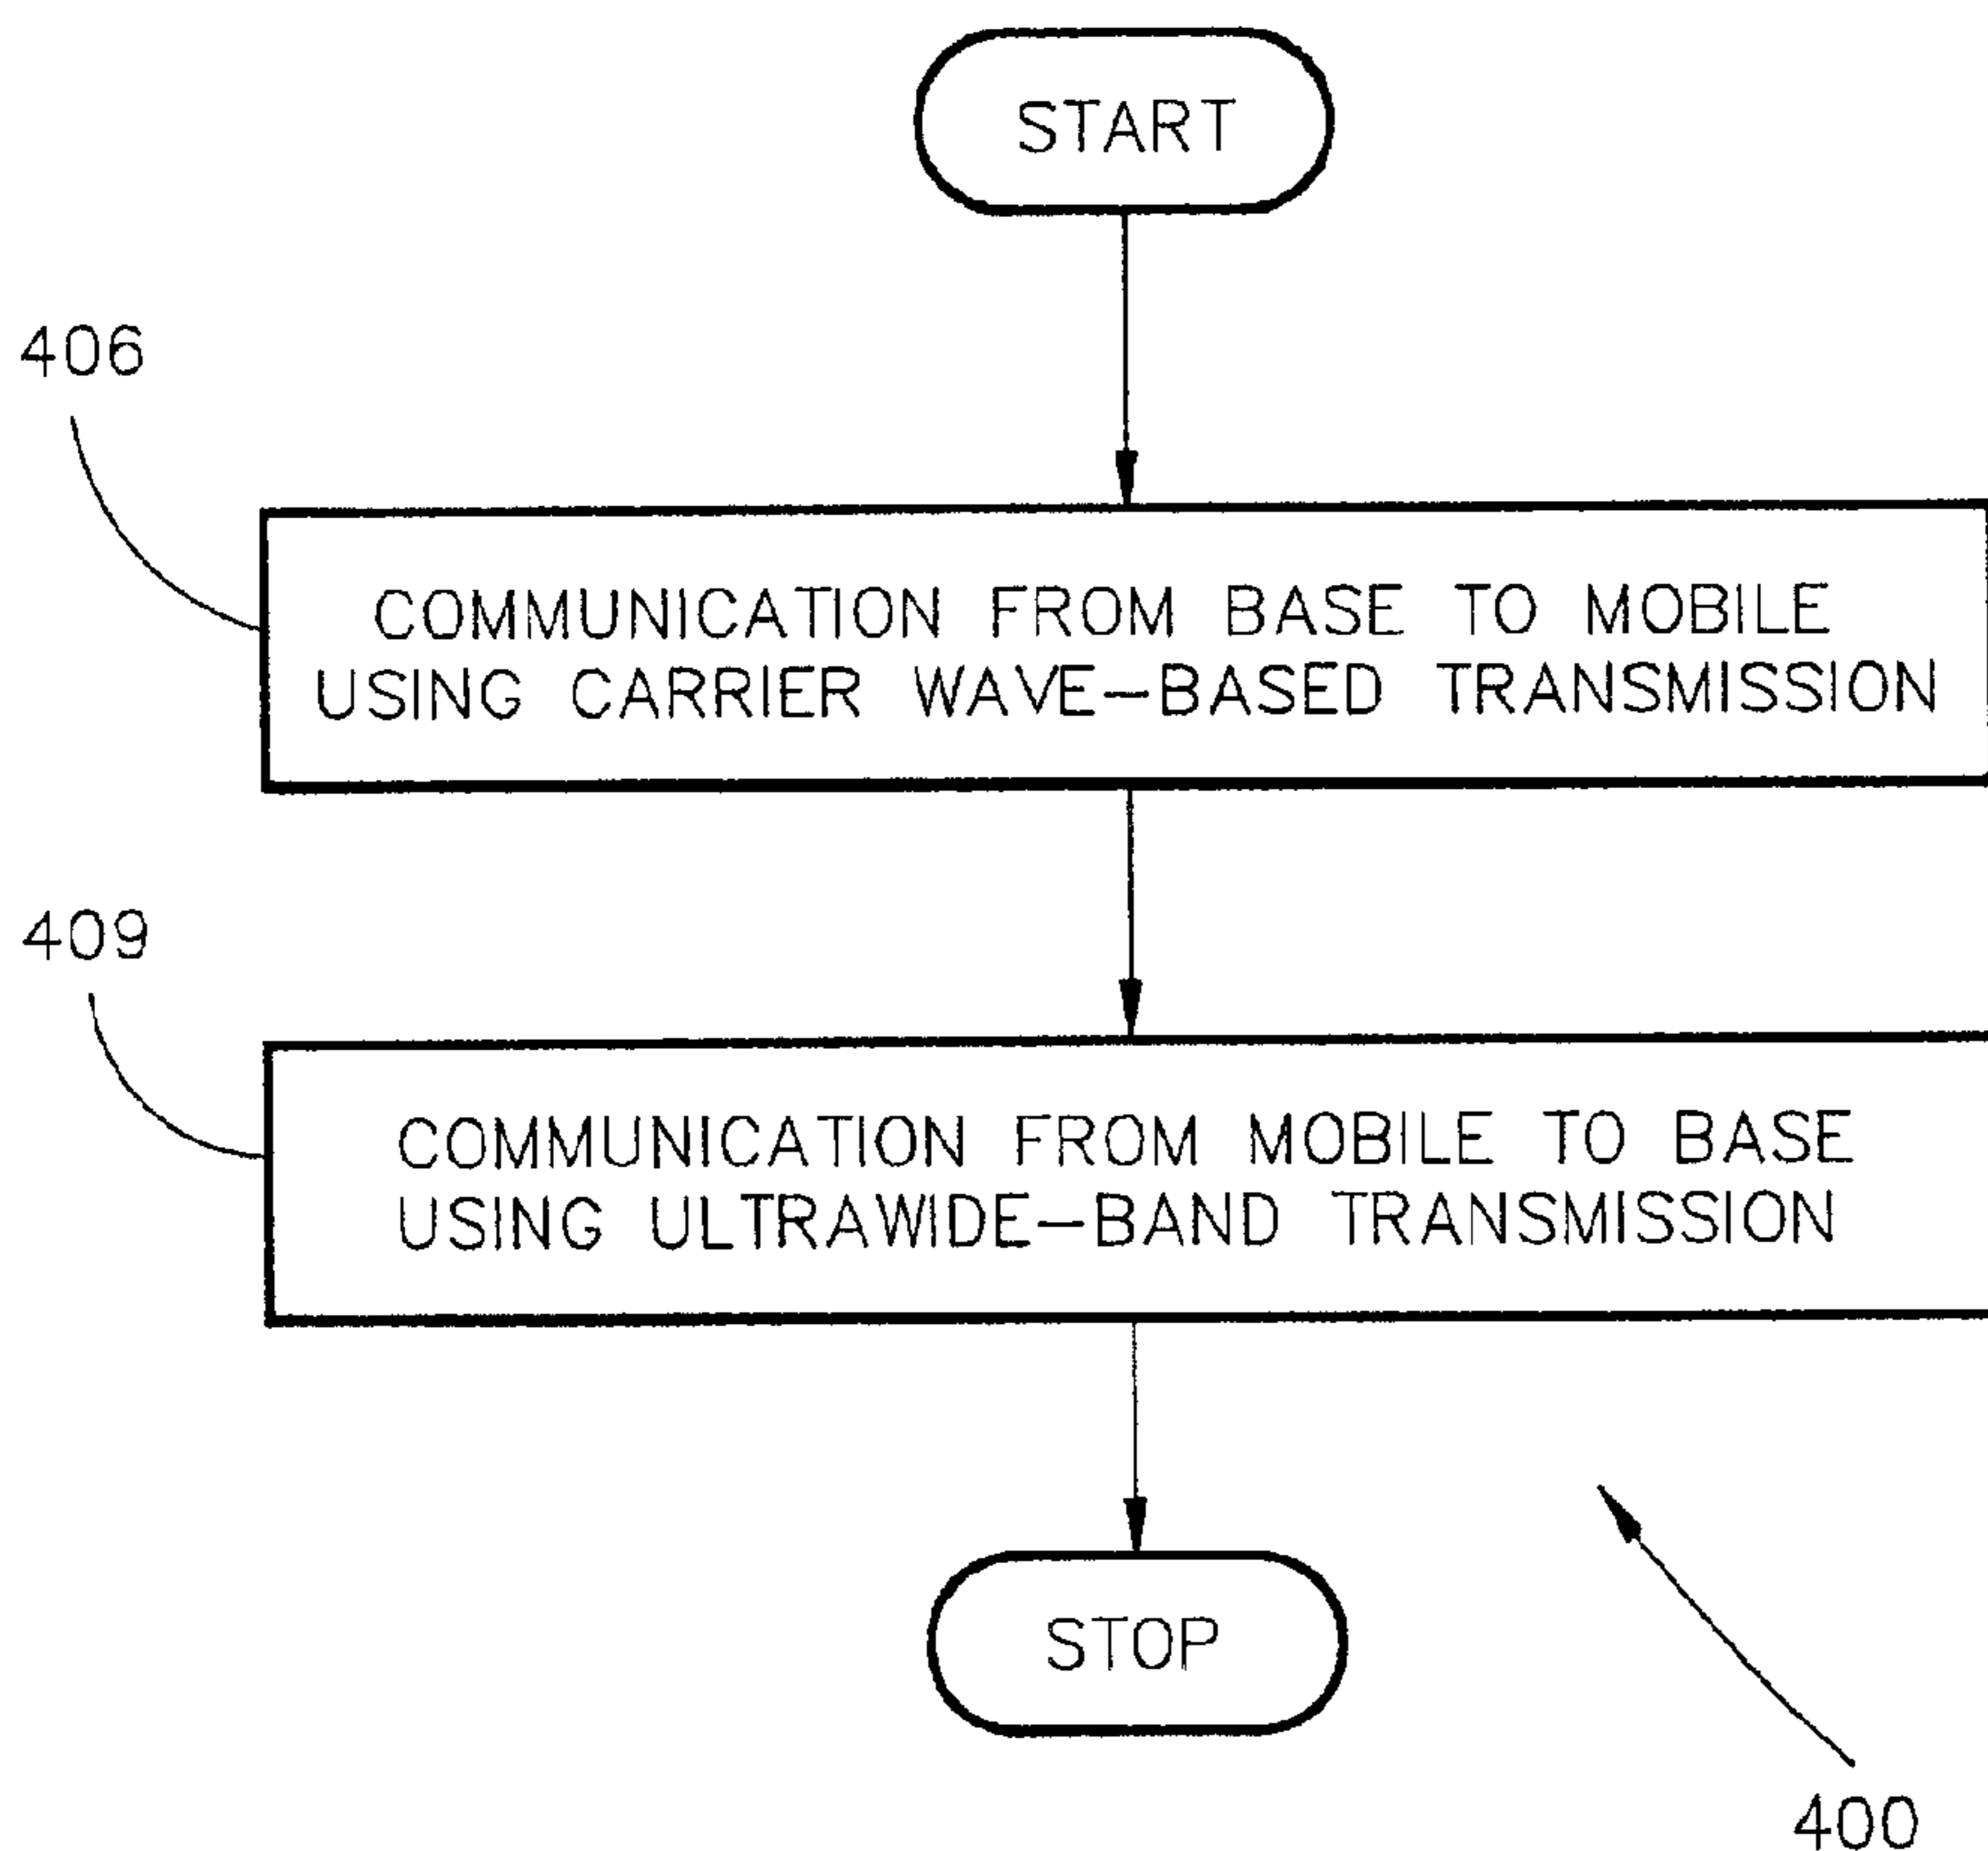 START
406
COMMUNICATION FROM BASE TO MOBILE
USING CARRIER WAVE-BASED TRANSMISSION
409
COMMUNICATION FROM MOBILE TO BASE
USING ULTRAWIDE-BAND TRANSMISSION
STOP
400